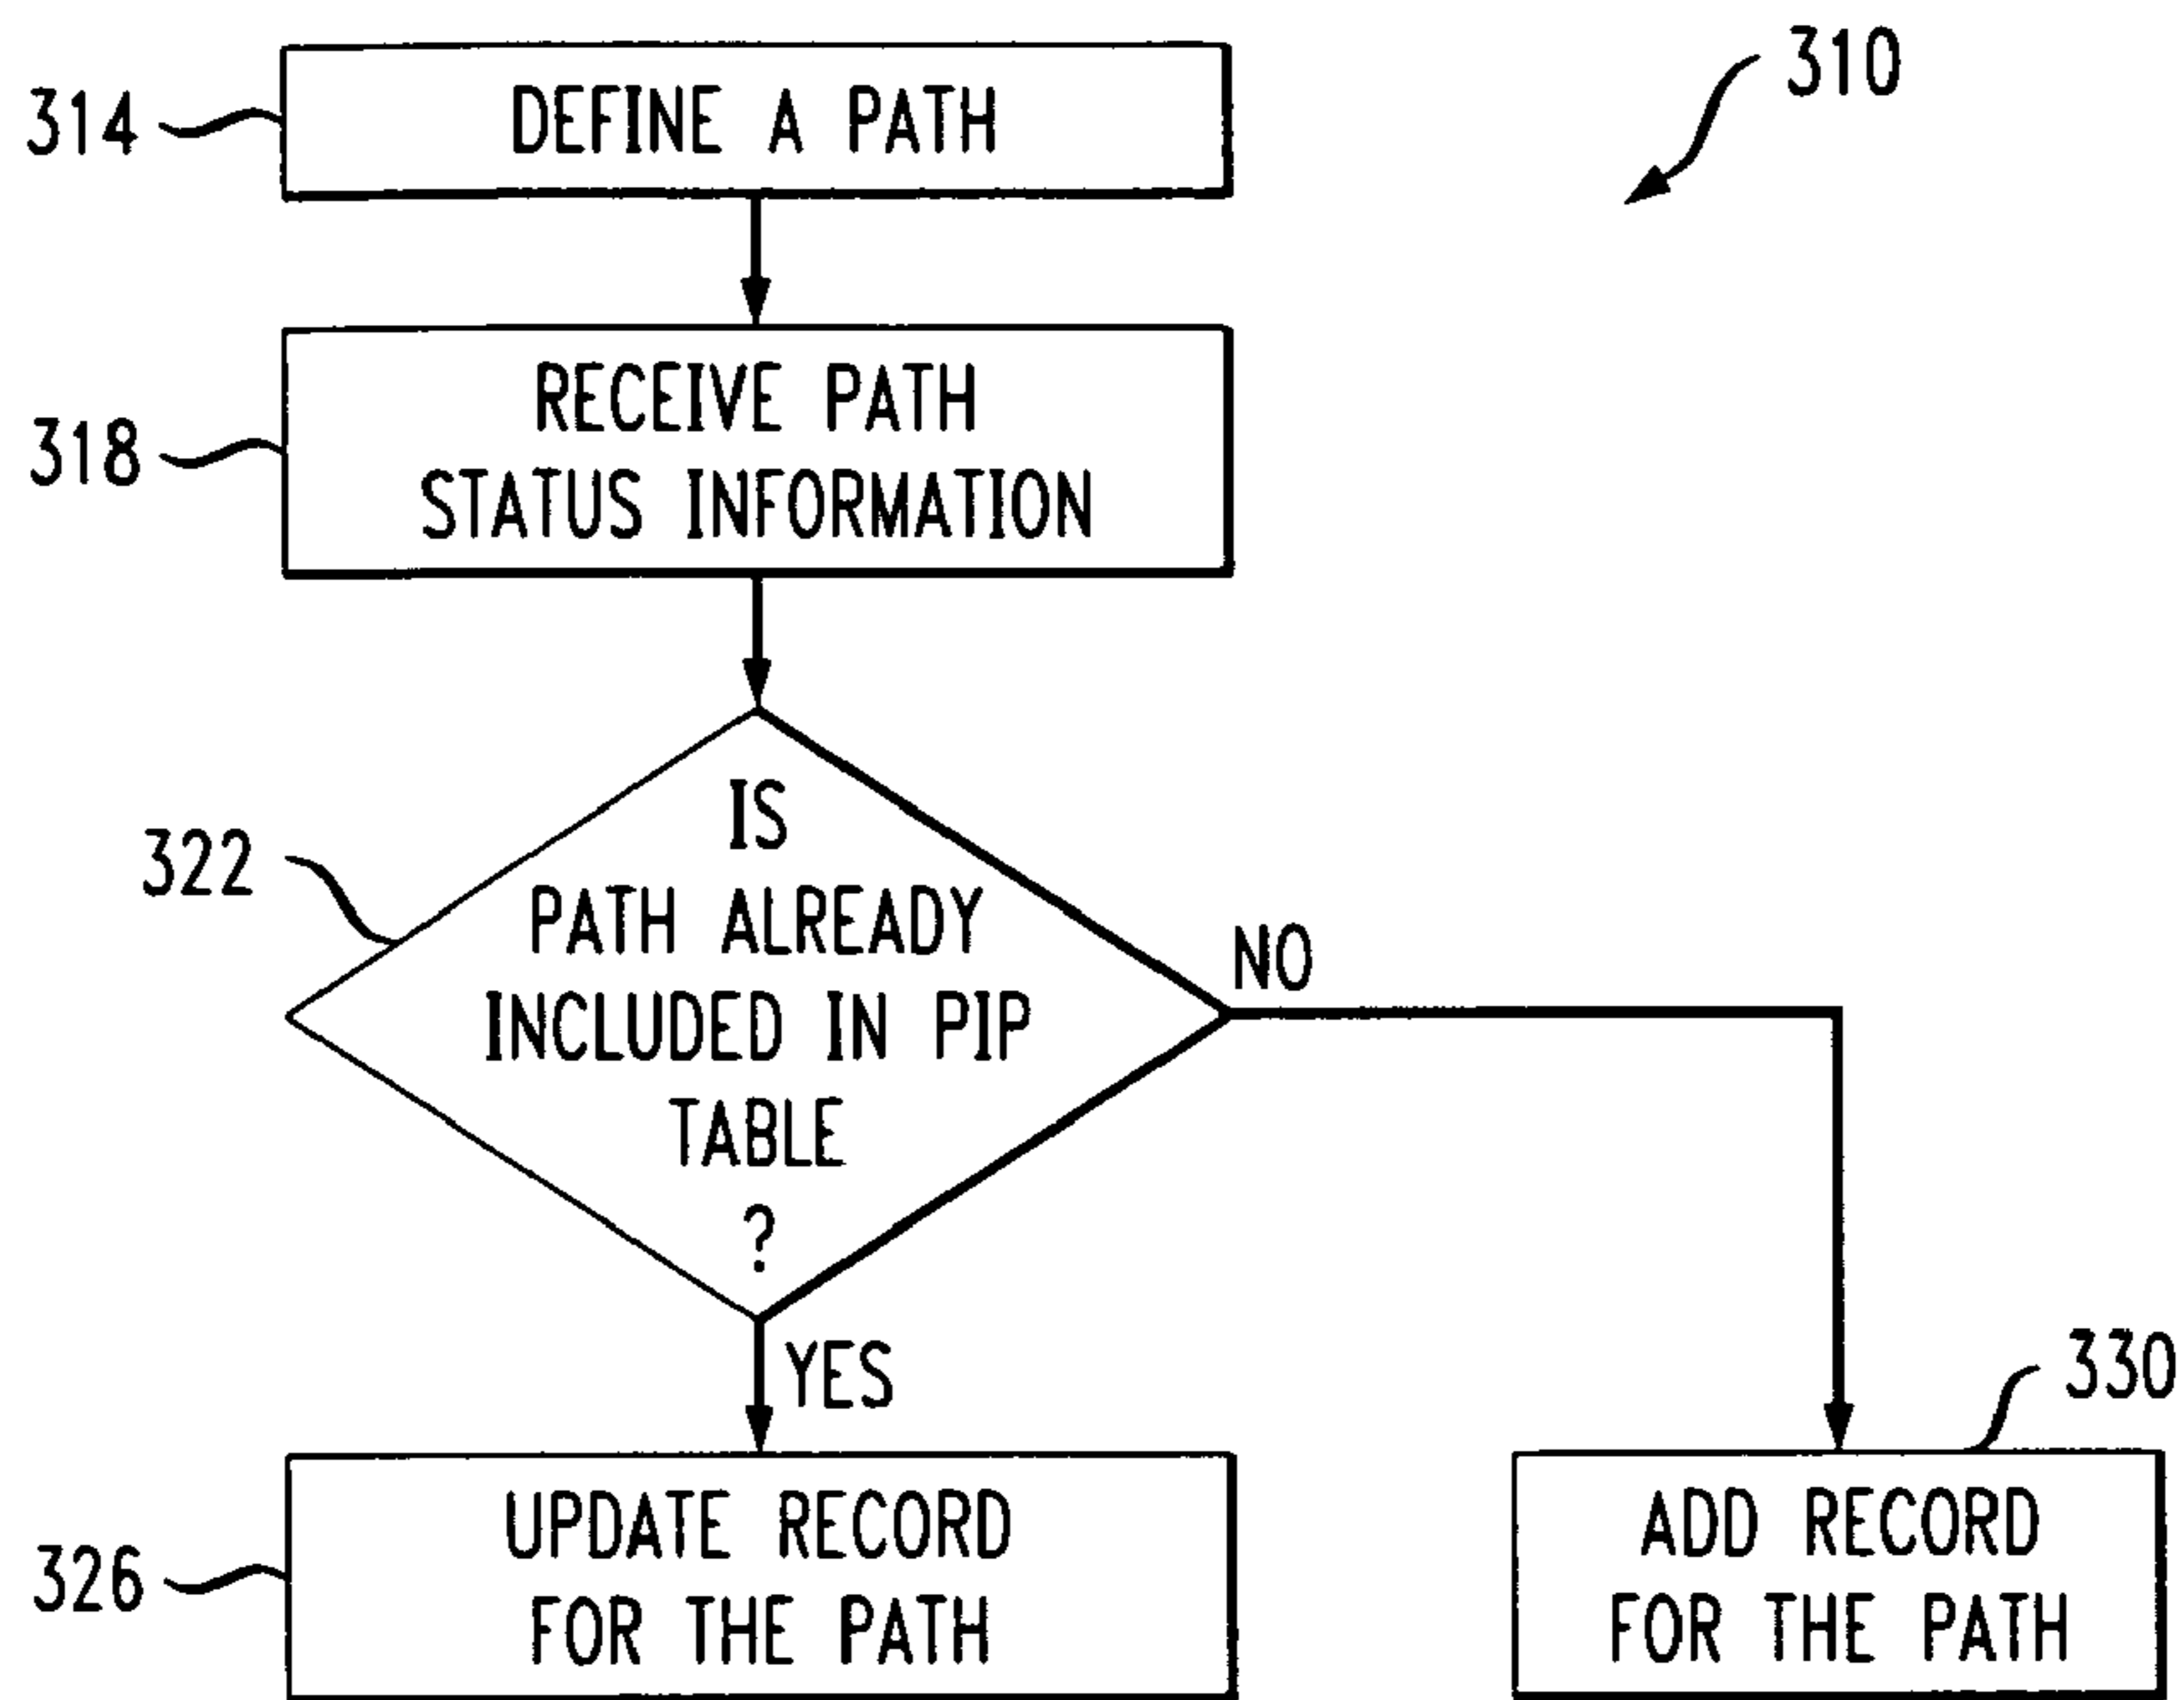 310
314
DEFINE A PATH
318
RECEIVE PATH
STATUS INFORMATION
322
IS
PATH ALREADY
INCLUDED IN PIP
TABLE
?
NO
YES
326
UPDATE RECORD
FOR THE PATH
330
ADD RECORD
FOR THE PATH